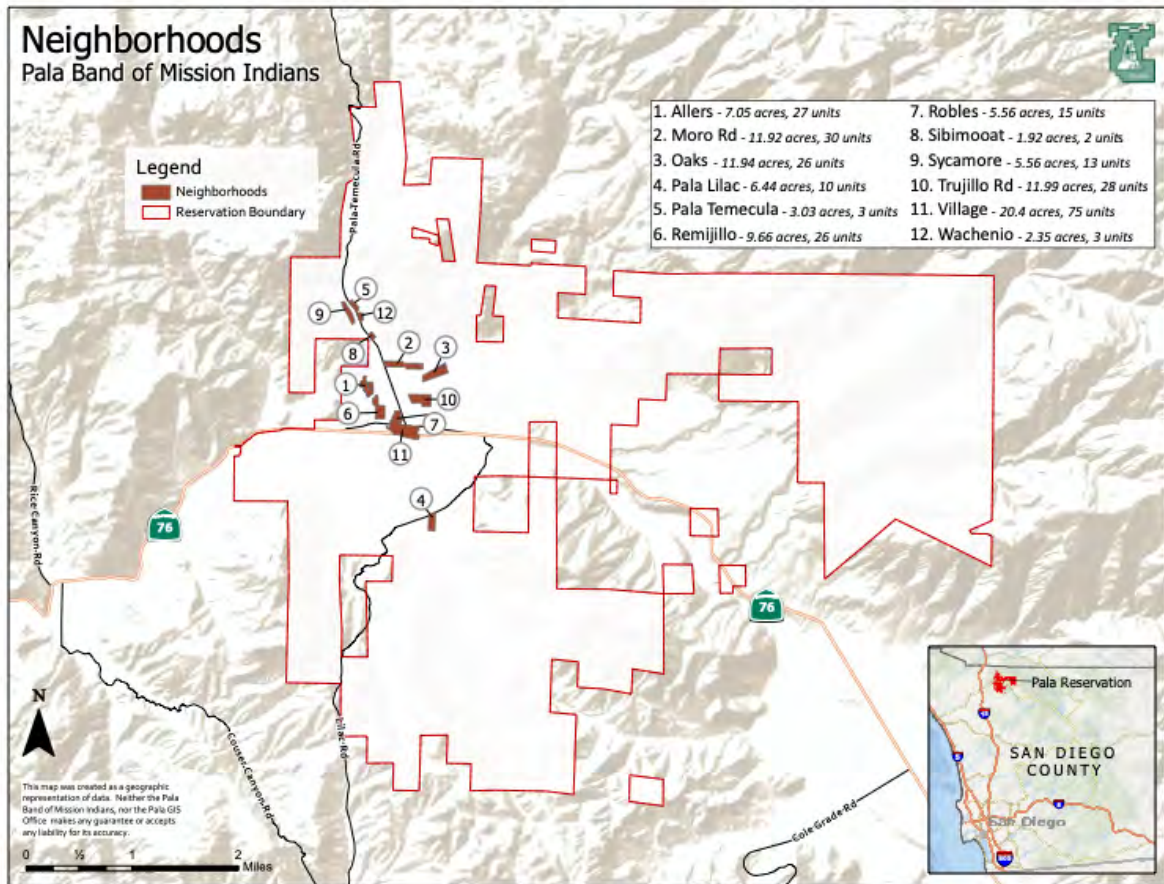 Neighborhoods
Pala Band of Mission Indians
1. Allers - 7.05 acres, 27 units
2. Moro Rd - 11.92 acres, 30 units
3. Oaks - 11.94 acres, 26 units
4. Pala Lilac - 6.44 acres, 10 units
5. Pala Temecula - 3.03 acres, 3 units
6. Remijillo - 9.66 acres, 26 units
7. Robles - 5.56 acres, 15 units
8. Sibimooat - 1.92 acres, 2 units
9. Sycamore - 5.56 acres, 13 units
10. Trujillo Rd - 11.99 acres, 28 units
11. Village - 20.4 acres, 75 units
12. Wachenio - 2.35 acres, 3 units
Legend
Neighborhoods
Reservation Boundary
Pala Temecula Rd
5
9
12
8
2
3
1
10
6
7
11
4
Rice Canyon Rd
76
76
Lilac Rd
Couser Canyon Rd
Cole Grade Rd
N
This map was created as a geographic
representation of data. Neither the Pala
Band of Mission Indians, nor the Pala GIS
Office makes any guarantee or accepts
any liability for its accuracy.
0 ½ 1 2
Miles
Pala Reservation
15
SAN DIEGO
COUNTY
5
8
San Diego
805